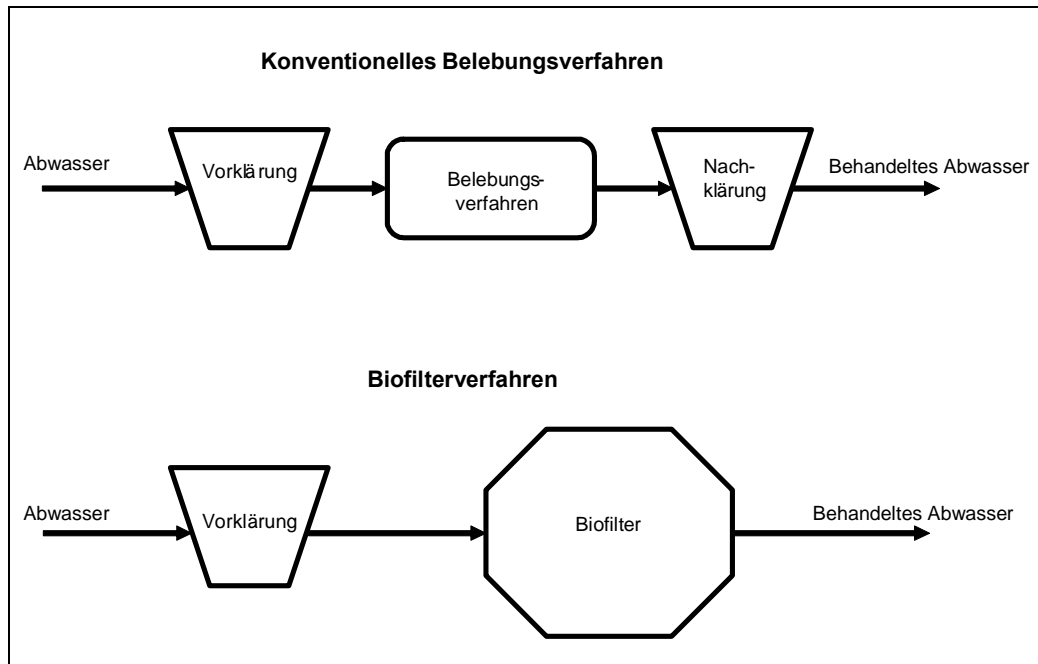 Konventionelles Belebungsverfahren
Abwasser
Vorklärung
Belebungs-
verfahren
Nach-
klärung
Behandeltes Abwasser
Biofilterverfahren
Abwasser
Vorklärung
Biofilter
Behandeltes Abwasser